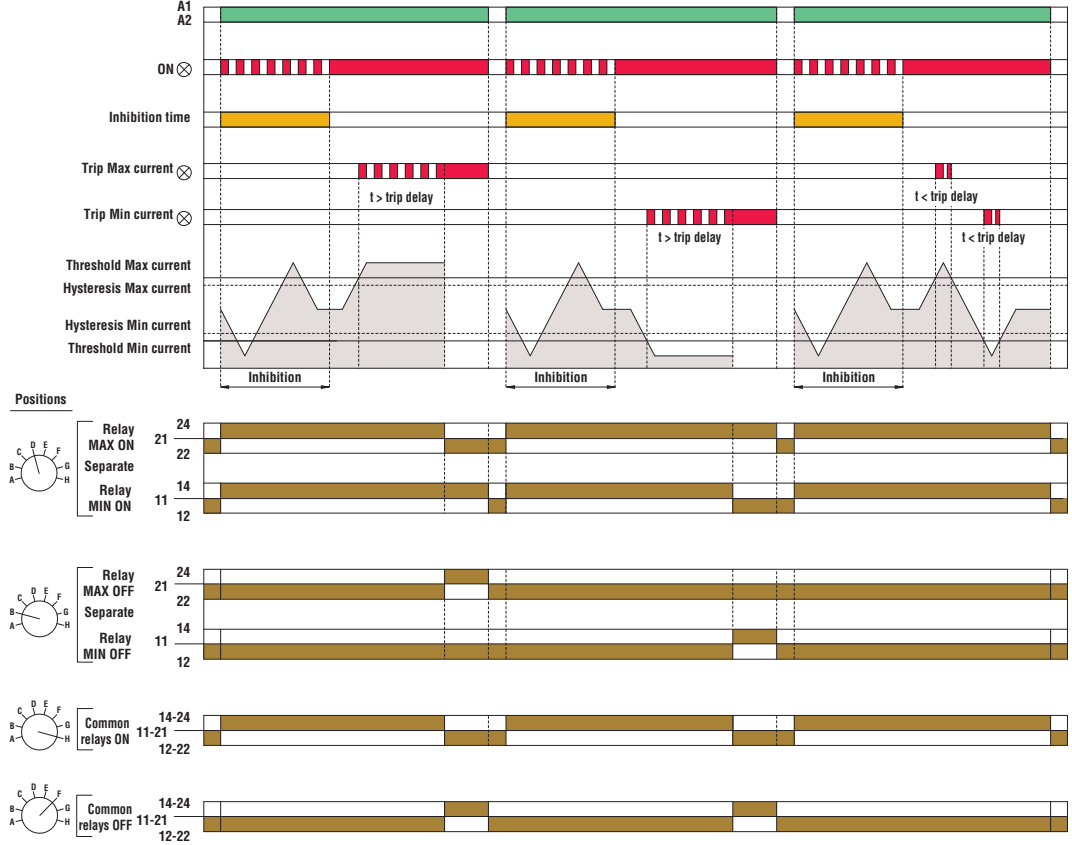 A1
A2
ON
Inhibition time
Trip Max current
t > trip delay
t < trip delay
Trip Min current
t > trip delay
t < trip delay
Threshold Max current
Hysteresis Max current
Hysteresis Min current
Threshold Min current
Inhibition
Inhibition
Inhibition
Positions
A B C D E F G H
Relay
MAX ON
21
24
22
Separate
Relay
MIN ON
11
14
12
A B C D E F G H
Relay
MAX OFF
21
24
22
Separate
Relay
MIN OFF
11
14
12
A B C D E F G H
Common
relays ON
11-21
14-24
12-22
A B C D E F G H
Common
relays OFF
11-21
14-24
12-22